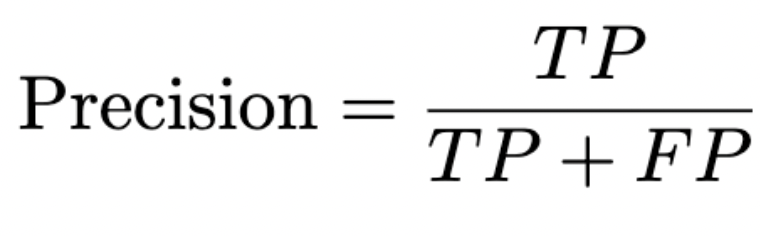 Precision = TP / TP + FP